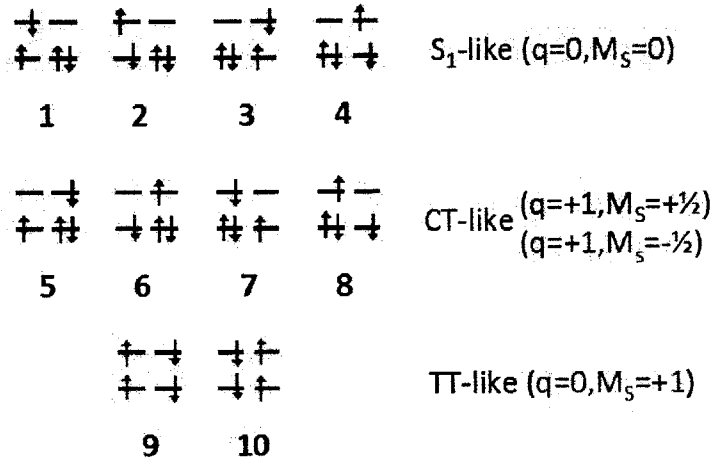 S₁-like (q=0,Mₛ=0)
1 2 3 4
CT-like (q=+1,Mₛ=+½)
(q=+1,Mₛ=-½)
5 6 7 8
TT-like (q=0,Mₛ=+1)
9 10